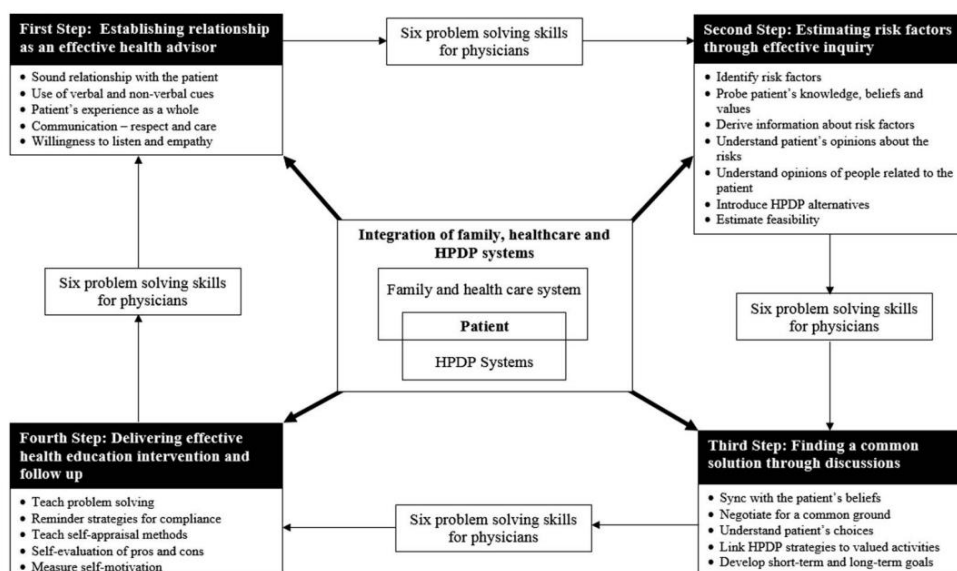 First Step:  Establishing relationship
as an effective health advisor
• Sound relationship with the patient
• Use of verbal and non-verbal cues
• Patient's experience as a whole
• Communication – respect and care
• Willingness to listen and empathy
Six problem solving skills
for physicians
Second Step: Estimating risk factors
through effective inquiry
• Identify risk factors
• Probe patient's knowledge, beliefs and
values
• Derive information about risk factors
• Understand patient's opinions about the
risks
• Understand opinions of people related to the
patient
• Introduce HPDP alternatives
• Estimate feasibility
Six problem solving skills
for physicians
Integration of family, healthcare and
HPDP systems
Family and health care system
Patient
HPDP Systems
Six problem solving skills
for physicians
Third Step: Finding a common
solution through discussions
• Sync with the patient's beliefs
• Negotiate for a common ground
• Understand patient's choices
• Link HPDP strategies to valued activities
• Develop short-term and long-term goals
Six problem solving skills
for physicians
Fourth Step: Delivering effective
health education intervention and
follow up
• Teach problem solving
• Reminder strategies for compliance
• Teach self-appraisal methods
• Self-evaluation of pros and cons
• Measure self-motivation